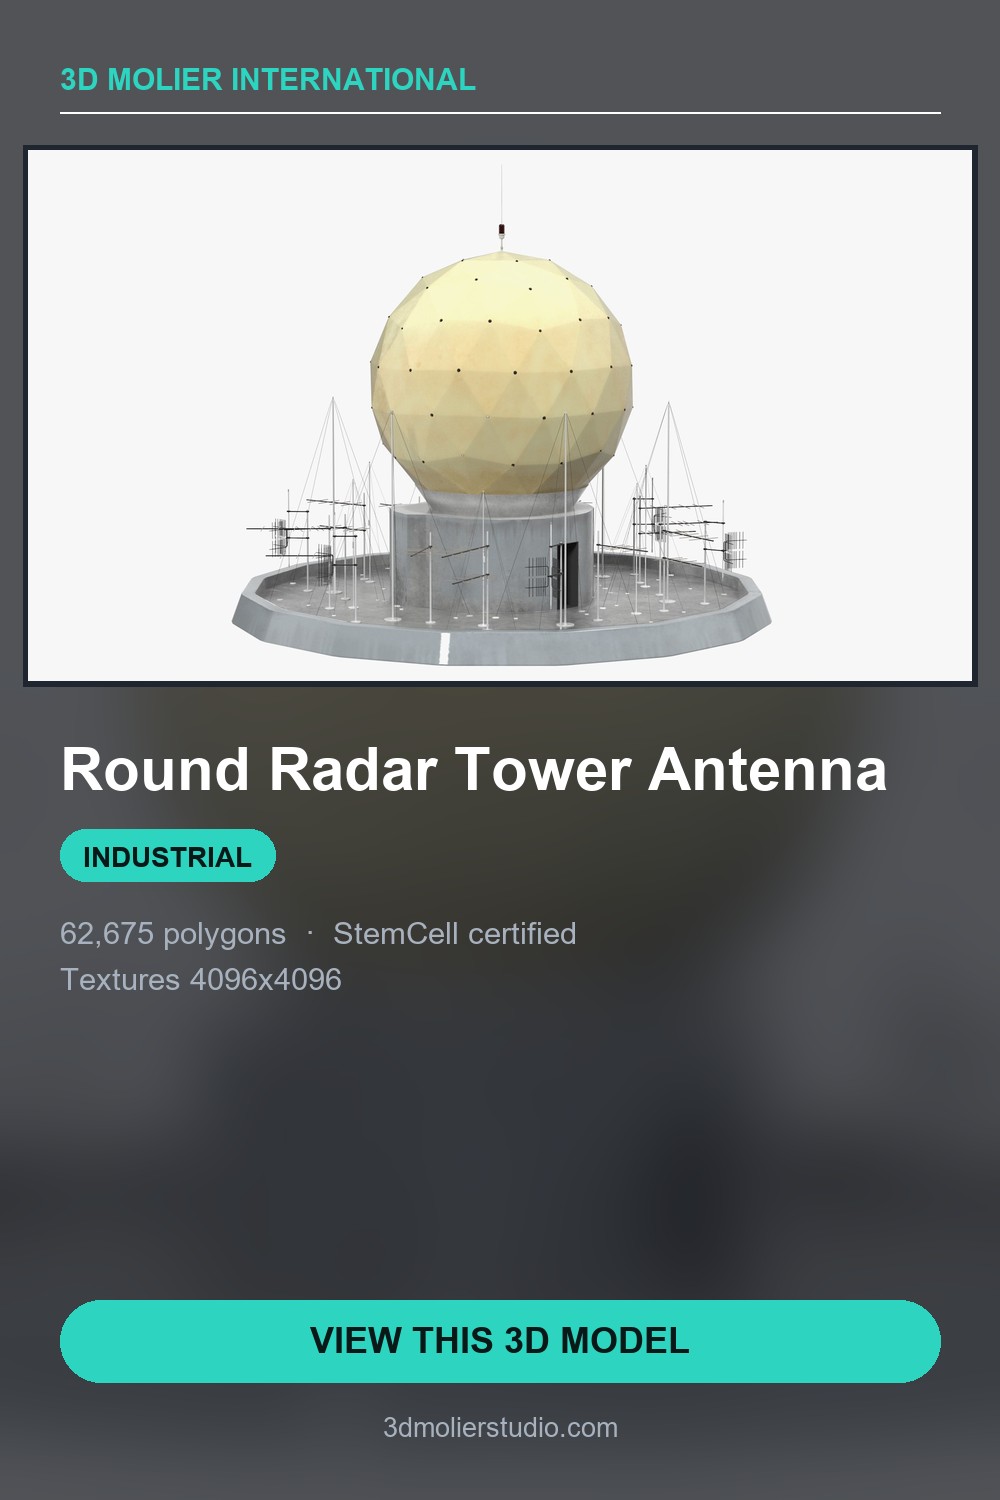 3D MOLIER INTERNATIONAL
Round Radar Tower Antenna
INDUSTRIAL
62,675 polygons · StemCell certified
Textures 4096x4096
VIEW THIS 3D MODEL
3dmolierstudio.com